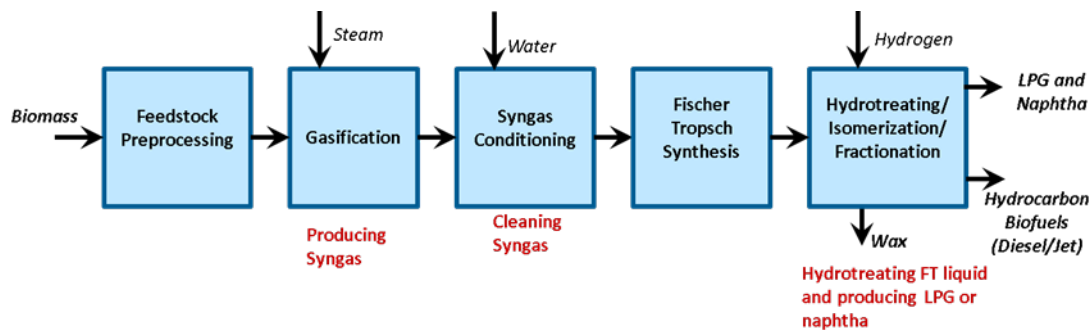 Steam
Water
Hydrogen
Biomass
Feedstock
Preprocessing
Gasification
Syngas
Conditioning
Fischer
Tropsch
Synthesis
Hydrotreating/
Isomerization/
Fractionation
LPG and
Naphtha
Hydrocarbon
Biofuels
(Diesel/Jet)
Producing
Syngas
Cleaning
Syngas
Wax
Hydrotreating FT liquid
and producing LPG or
naphtha